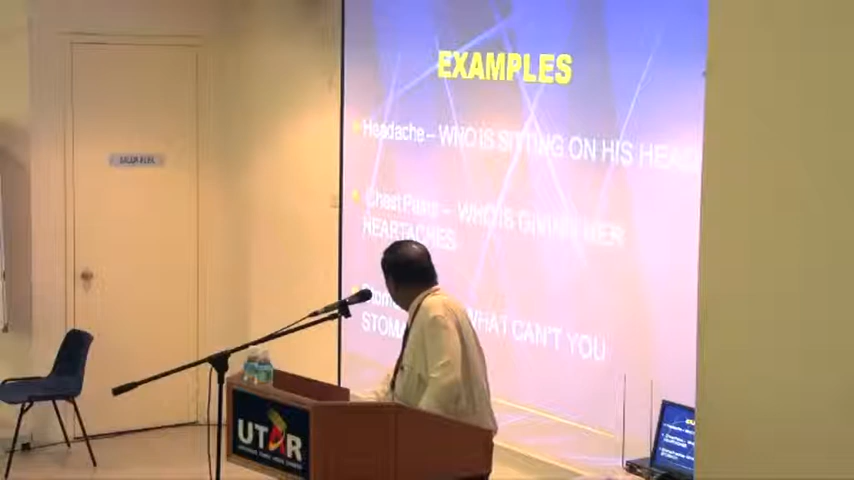 EXAMPLES
Headache – WHO IS SITTING ON HIS HEAD
Chest Pains – WHO IS GIVING HER
HEARTACHES
WHAT CAN'T YOU
UTAR